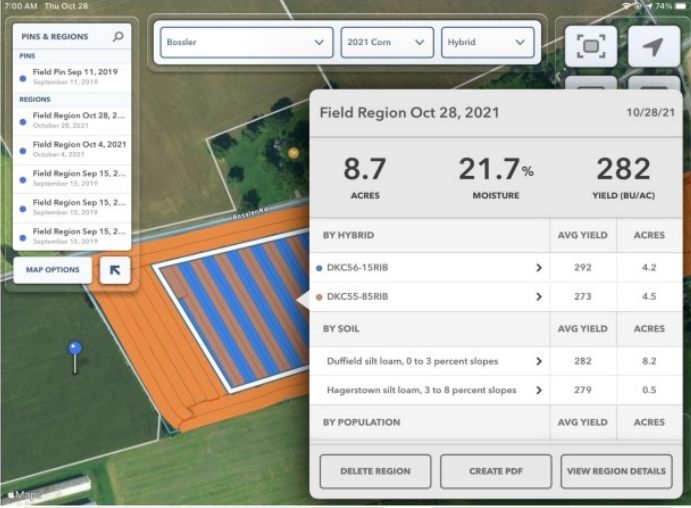 7:00 AM Thu Oct 28
74%
PINS & REGIONS
PINS
Field Pin Sep 11, 2019
September 11, 2019
REGIONS
Field Region Oct 28, 2...
October 28, 2021
Field Region Oct 4, 2021
October 4, 2021
Field Region Sep 15, 2...
September 15, 2019
Field Region Sep 15, 2...
September 15, 2019
Field Region Sep 15, 2...
September 15, 2019
MAP OPTIONS
Bossler
2021 Corn
Hybrid
Bossler Rd
Field Region Oct 28, 2021 10/28/21
8.7 21.7% 282
ACRES MOISTURE YIELD (BU/AC)
BY HYBRID AVG YIELD ACRES
DKC56-15RIB 292 4.2
DKC55-85RIB 273 4.5
BY SOIL AVG YIELD ACRES
Duffield silt loam, 0 to 3 percent slopes 282 8.2
Hagerstown silt loam, 3 to 8 percent slopes 279 0.5
BY POPULATION AVG YIELD ACRES
DELETE REGION CREATE PDF VIEW REGION DETAILS
Maps